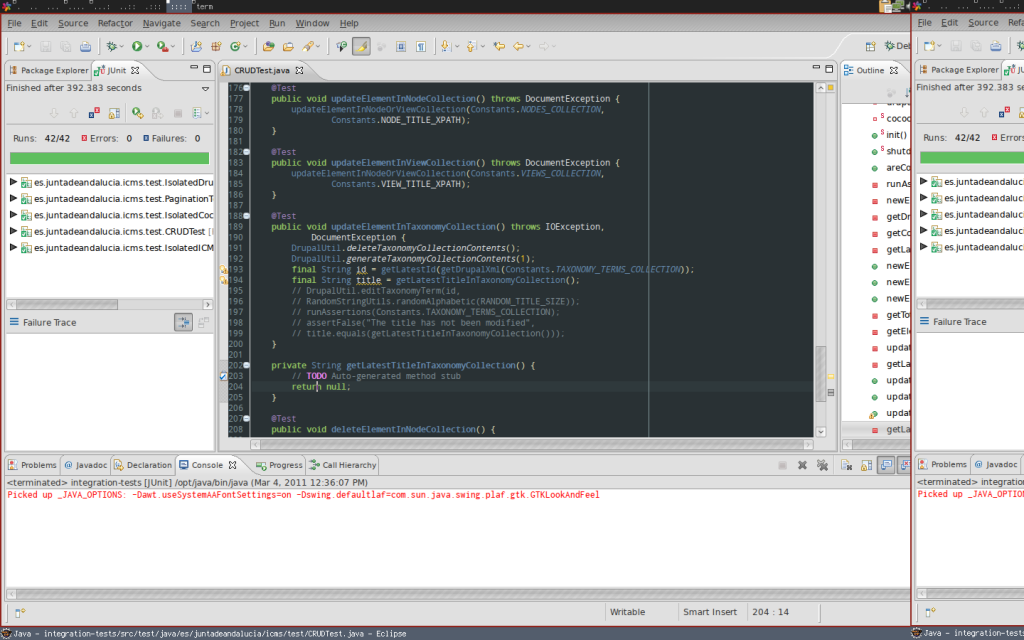 term
File Edit Source Refactor Navigate Search Project Run Window Help
Package Explorer JUnit
Finished after 392.383 seconds
Runs: 42/42 Errors: 0 Failures: 0
es.juntadeandalucia.icms.test.IsolatedDru
es.juntadeandalucia.icms.test.PaginationT
es.juntadeandalucia.icms.test.IsolatedCoc
es.juntadeandalucia.icms.test.CRUDTest
es.juntadeandalucia.icms.test.IsolatedICM
Failure Trace
CRUDTest.java
176 @Test
177 public void updateElementInNodeCollection() throws DocumentException {
178 updateElementInNodeOrViewCollection(Constants.NODES_COLLECTION,
179 Constants.NODE_TITLE_XPATH);
180 }
181
182 @Test
183 public void updateElementInViewCollection() throws DocumentException {
184 updateElementInNodeOrViewCollection(Constants.VIEWS_COLLECTION,
185 Constants.VIEW_TITLE_XPATH);
186 }
187
188 @Test
189 public void updateElementInTaxonomyCollection() throws IOException,
190 DocumentException {
191 DrupalUtil.deleteTaxonomyCollectionContents();
192 DrupalUtil.generateTaxonomyCollectionContents(1);
193 final String id = getLatestId(getDrupalXml(Constants.TAXONOMY_TERMS_COLLECTION));
194 final String title = getLatestTitleInTaxonomyCollection();
195 // DrupalUtil.editTaxonomyTerm(id,
196 // RandomStringUtils.randomAlphabetic(RANDOM_TITLE_SIZE));
197 // runAssertions(Constants.TAXONOMY_TERMS_COLLECTION);
198 // assertFalse("The title has not been modified",
199 // title.equals(getLatestTitleInTaxonomyCollection()));
200 }
201
202 private String getLatestTitleInTaxonomyCollection() {
203 // TODO Auto-generated method stub
204 return null;
205 }
206
207 @Test
208 public void deleteElementInNodeCollection() {
Outline
cocoo
init()
shutd
areCo
runAs
newE
getDr
getCo
getLa
newE
newE
newE
getTo
getEl
updat
getLa
updat
updat
updat
getLa
Problems Javadoc Declaration Console Progress Call Hierarchy
<terminated> integration-tests [JUnit] /opt/java/bin/java (Mar 4, 2011 12:36:07 PM)
Picked up _JAVA_OPTIONS: -Dawt.useSystemAAFontSettings=on -Dswing.defaultlaf=com.sun.java.swing.plaf.gtk.GTKLookAndFeel
Writable Smart Insert 204 : 14
Java - integration-tests/src/test/java/es/juntadeandalucia/icms/test/CRUDTest.java - Eclipse
File Edit Source Refa
Package Explorer JU
Finished after 392.383 s
Runs: 42/42 Errors
es.juntadeandaluci
es.juntadeandaluci
es.juntadeandaluci
es.juntadeandaluci
es.juntadeandaluci
Failure Trace
Problems Javadoc
<terminated> integratio
Picked up _JAVA_OPTION
Java - integration-tests